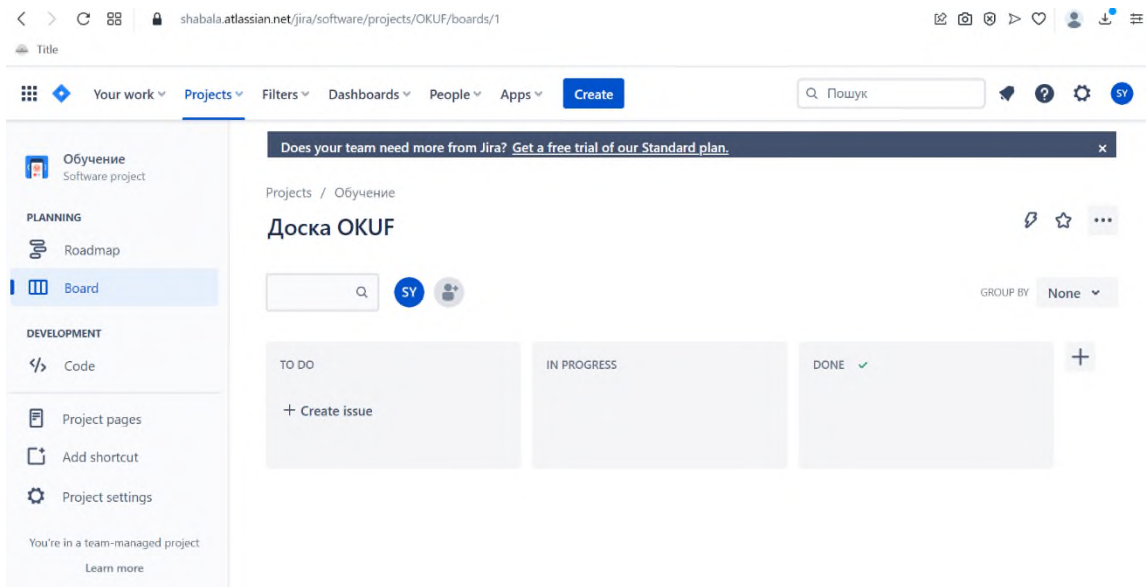 shabala.atlassian.net/jira/software/projects/OKUF/boards/1
Title
Your work Projects Filters Dashboards People Apps Create Пошук SY
Does your team need more from Jira? Get a free trial of our Standard plan.
Обучение
Software project
Projects / Обучение
PLANNING
Доска OKUF
Roadmap
Board
SY
GROUP BY None
DEVELOPMENT
Code
TO DO IN PROGRESS DONE
+ Create issue
Project pages
Add shortcut
Project settings
You're in a team-managed project
Learn more